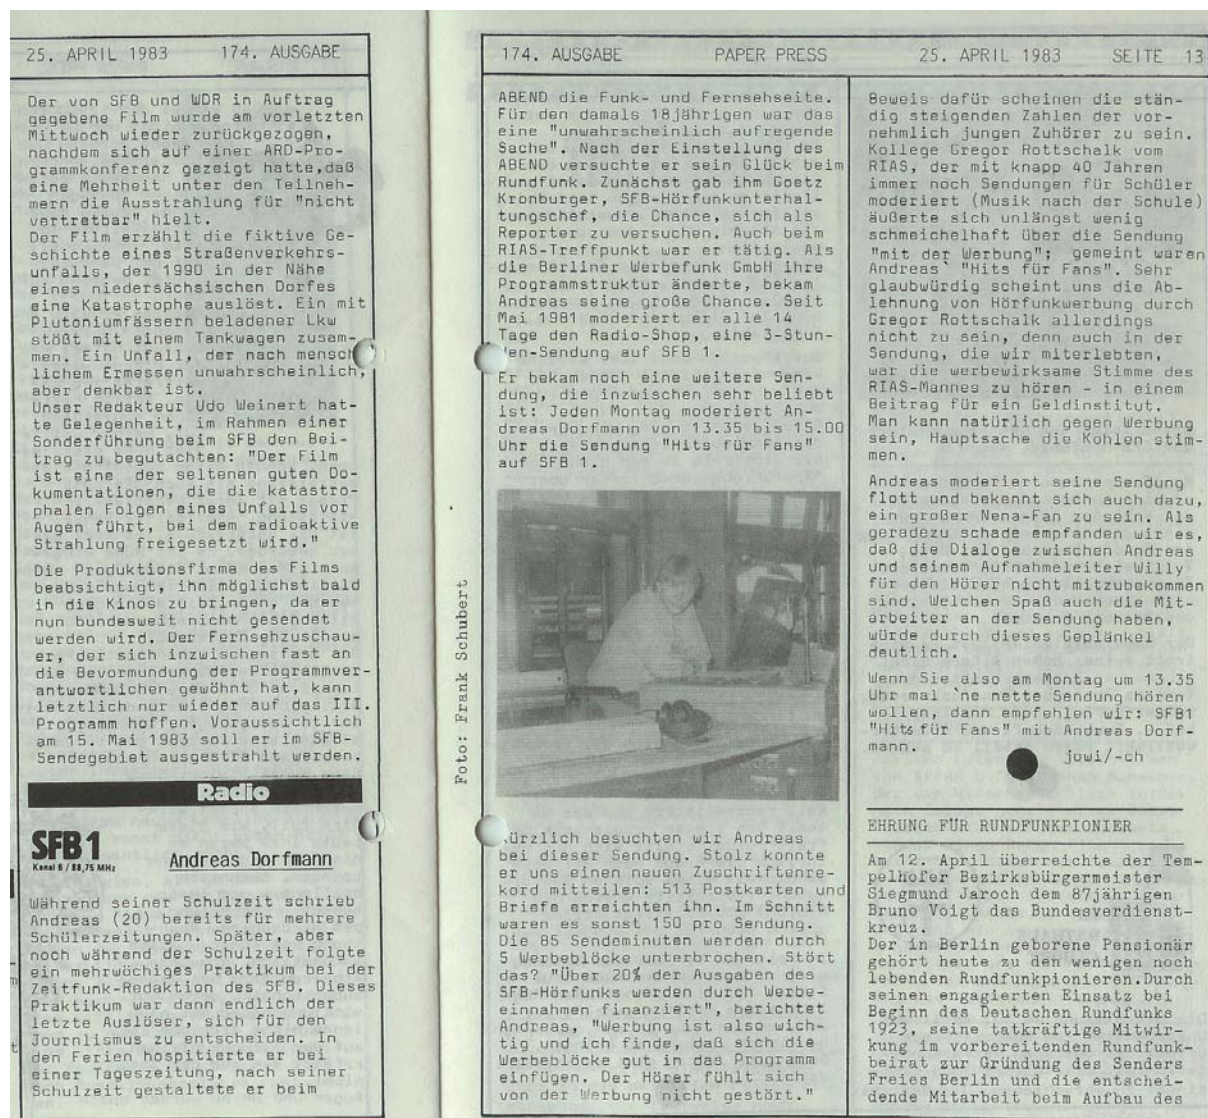 25. APRIL 1983 174. AUSGABE
Der von SFB und WDR in Auftrag
gegebene Film wurde am vorletzten
Mittwoch wieder zurückgezogen,
nachdem sich auf einer ARD-Pro-
grammkonferenz gezeigt hatte,daß
eine Mehrheit unter den Teilneh-
mern die Ausstrahlung für "nicht
vertretbar" hielt.
Der Film erzählt die fiktive Ge-
schichte eines Straßenverkehrs-
unfalls, der 1990 in der Nähe
eines niedersächsischen Dorfes
eine Katastrophe auslöst. Ein mit
Plutoniumfässern beladener Lkw
stößt mit einem Tankwagen zusam-
men. Ein Unfall, der nach mensch
lichem Ermessen unwahrscheinlich,
aber denkbar ist.
Unser Redakteur Udo Weinert hat-
te Gelegenheit, im Rahmen einer
Sonderführung beim SFB den Bei-
trag zu begutachten: "Der Film
ist eine der seltenen guten Do-
kumentationen, die die katastro-
phalen Folgen eines Unfalls vor
Augen führt, bei dem radioaktive
Strahlung freigesetzt wird."
Die Produktionsfirma des Films
beabsichtigt, ihn möglichst bald
in die Kinos zu bringen, da er
nun bundesweit nicht gesendet
werden wird. Der Fernsehzuschau-
er, der sich inzwischen fast an
die Bevormundung der Programmver-
antwortlichen gewöhnt hat, kann
letztlich nur wieder auf das III.
Programm hoffen. Voraussichtlich
am 15. Mai 1983 soll er im SFB-
Sendegebiet ausgestrahlt werden.
Radio
SFB 1
Kanal 6 / 88,75 MHz
Andreas Dorfmann
Während seiner Schulzeit schrieb
Andreas (20) bereits für mehrere
Schülerzeitungen. Später, aber
noch während der Schulzeit folgte
ein mehrwöchiges Praktikum bei der
Zeitfunk-Redaktion des SFB. Dieses
Praktikum war dann endlich der
letzte Auslöser, sich für den
Journlismus zu entscheiden. In
den Ferien hospitierte er bei
einer Tageszeitung, nach seiner
Schulzeit gestaltete er beim
174. AUSGABE PAPER PRESS 25. APRIL 1983 SEITE 13
ABEND die Funk- und Fernsehseite.
Für den damals 18jährigen war das
eine "unwahrscheinlich aufregende
Sache". Nach der Einstellung des
ABEND versuchte er sein Glück beim
Rundfunk. Zunächst gab ihm Goetz
Kronburger, SFB-Hörfunkunterhal-
tungschef, die Chance, sich als
Reporter zu versuchen. Auch beim
RIAS-Treffpunkt war er tätig. Als
die Berliner Werbefunk GmbH ihre
Programmstruktur änderte, bekam
Andreas seine große Chance. Seit
Mai 1981 moderiert er alle 14
Tage den Radio-Shop, eine 3-Stun-
den-Sendung auf SFB 1.
Er bekam noch eine weitere Sen-
dung, die inzwischen sehr beliebt
ist: Jeden Montag moderiert An-
dreas Dorfmann von 13.35 bis 15.00
Uhr die Sendung "Hits für Fans"
auf SFB 1.
Foto: Frank Schubert
Kürzlich besuchten wir Andreas
bei dieser Sendung. Stolz konnte
er uns einen neuen Zuschriftenre-
kord mitteilen: 513 Postkarten und
Briefe erreichten ihn. Im Schnitt
waren es sonst 150 pro Sendung.
Die 85 Sendeminuten werden durch
5 Werbeblöcke unterbrochen. Stört
das? "Über 20% der Ausgaben des
SFB-Hörfunks werden durch Werbe-
einnahmen finanziert", berichtet
Andreas, "Werbung ist also wich-
tig und ich finde, daß sich die
Werbeblöcke gut in das Programm
einfügen. Der Hörer fühlt sich
von der Werbung nicht gestört."
Beweis dafür scheinen die stän-
dig steigenden Zahlen der vor-
nehmlich jungen Zuhörer zu sein.
Kollege Gregor Rottschalk vom
RIAS, der mit knapp 40 Jahren
immer noch Sendungen für Schüler
moderiert (Musik nach der Schule)
äußerte sich unlängst wenig
schmeichelhaft über die Sendung
"mit der Werbung"; gemeint waren
Andreas` "Hits für Fans". Sehr
glaubwürdig scheint uns die Ab-
lehnung von Hörfunkwerbung durch
Gregor Rottschalk allerdings
nicht zu sein, denn auch in der
Sendung, die wir miterlebten,
war die werbewirksame Stimme des
RIAS-Mannes zu hören - in einem
Beitrag für ein Geldinstitut.
Man kann natürlich gegen Werbung
sein, Hauptsache die Kohlen stim-
men.
Andreas moderiert seine Sendung
flott und bekennt sich auch dazu,
ein großer Nena-Fan zu sein. Als
geradezu schade empfanden wir es,
daß die Dialoge zwischen Andreas
und seinem Aufnahmeleiter Willy
für den Hörer nicht mitzubekommen
sind. Welchen Spaß auch die Mit-
arbeiter an der Sendung haben,
würde durch dieses Geplänkel
deutlich.
Wenn Sie also am Montag um 13.35
Uhr mal `ne nette Sendung hören
wollen, dann empfehlen wir: SFB1
"Hits für Fans" mit Andreas Dorf-
mann.
jowi/-ch
EHRUNG FÜR RUNDFUNKPIONIER
Am 12. April überreichte der Tem-
pelhofer Bezirksbürgermeister
Siegmund Jaroch dem 87jährigen
Bruno Voigt das Bundesverdienst-
kreuz.
Der in Berlin geborene Pensionär
gehört heute zu den wenigen noch
lebenden Rundfunkpionieren.Durch
seinen engagierten Einsatz bei
Beginn des Deutschen Rundfunks
1923, seine tatkräftige Mitwir-
kung im vorbereitenden Rundfunk-
beirat zur Gründung des Senders
Freies Berlin und die entschei-
dende Mitarbeit beim Aufbau des